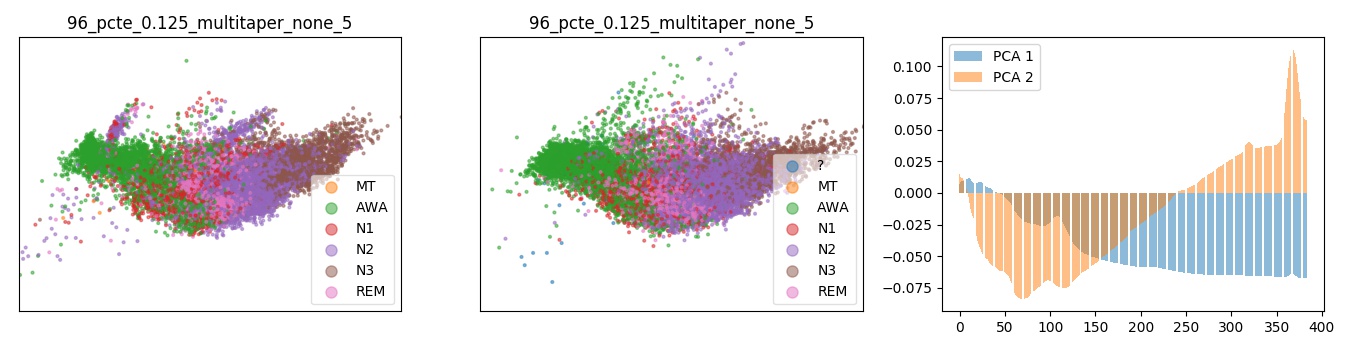 96_pcte_0.125_multitaper_none_5
MT
AWA
N1
N2
N3
REM
96_pcte_0.125_multitaper_none_5
?
MT
AWA
N1
N2
N3
REM
PCA 1
PCA 2
0.100
0.075
0.050
0.025
0.000
−0.025
−0.050
−0.075
0 50 100 150 200 250 300 350 400